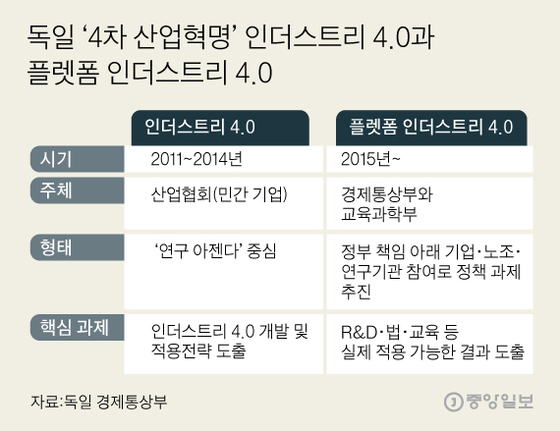 독일 ‘4차 산업혁명’ 인더스트리 4.0과
플렛폼 인더스트리 4.0
인더스트리 4.0
플렛폼 인더스트리 4.0
시기
2011~2014년
2015년~
주체
산업협회(민간 기업)
경제통상부와
교육과학부
형태
‘연구 아젠다’ 중심
정부 책임 아래 기업·노조·
연구기관 참여로 정책 과제
추진
핵심 과제
인더스트리 4.0 개발 및
적용전략 도출
R&D·법·교육 등
실제 적용 가능한 결과 도출
자료:독일 경제통상부
중앙일보